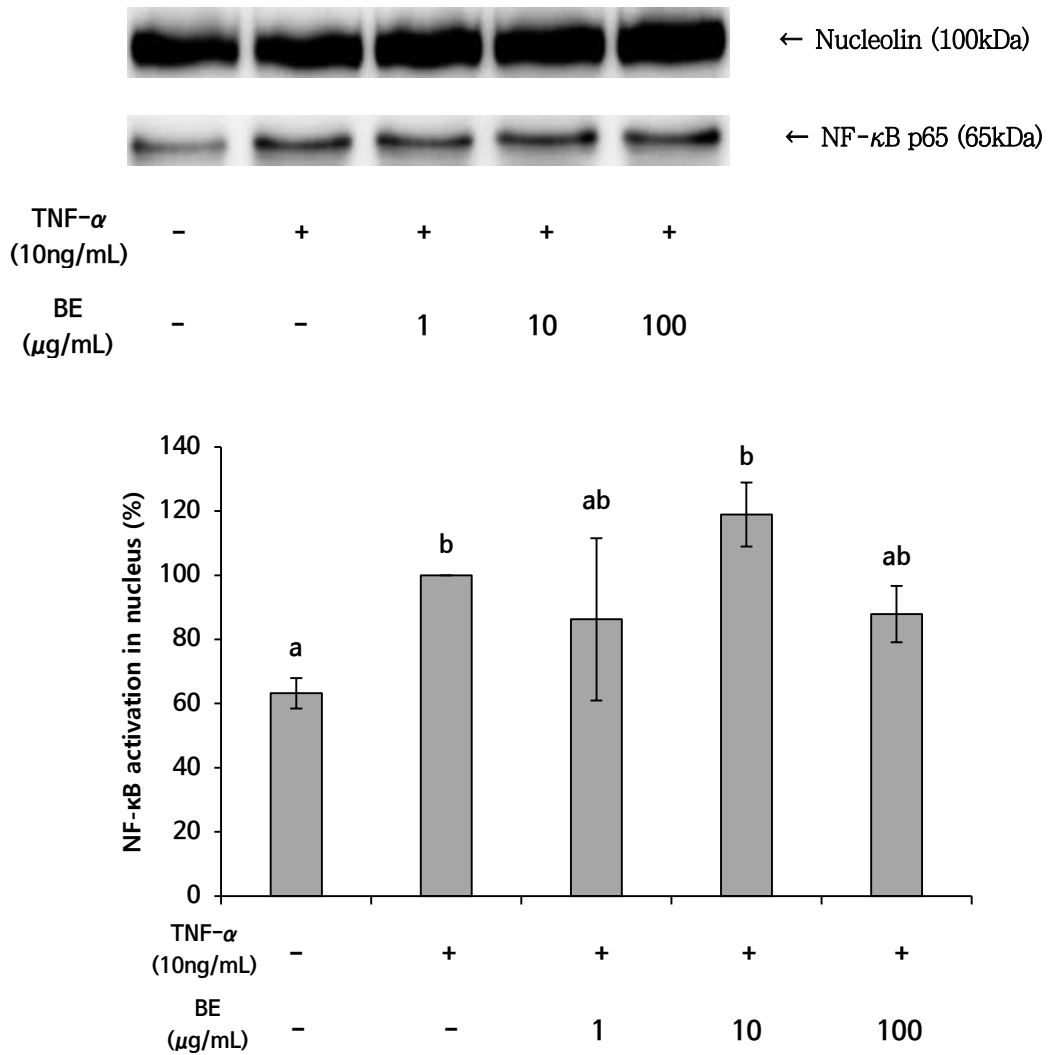 ← Nucleolin (100kDa)
← NF-κB p65 (65kDa)
TNF-α
(10ng/mL)
– + + + +
BE
(μg/mL)
– – 1 10 100
NF-κB activation in nucleus (%)
140
120
100
80
60
40
20
0
a b ab b ab
TNF-α
(10ng/mL)
– + + + +
BE
(μg/mL)
– – 1 10 100